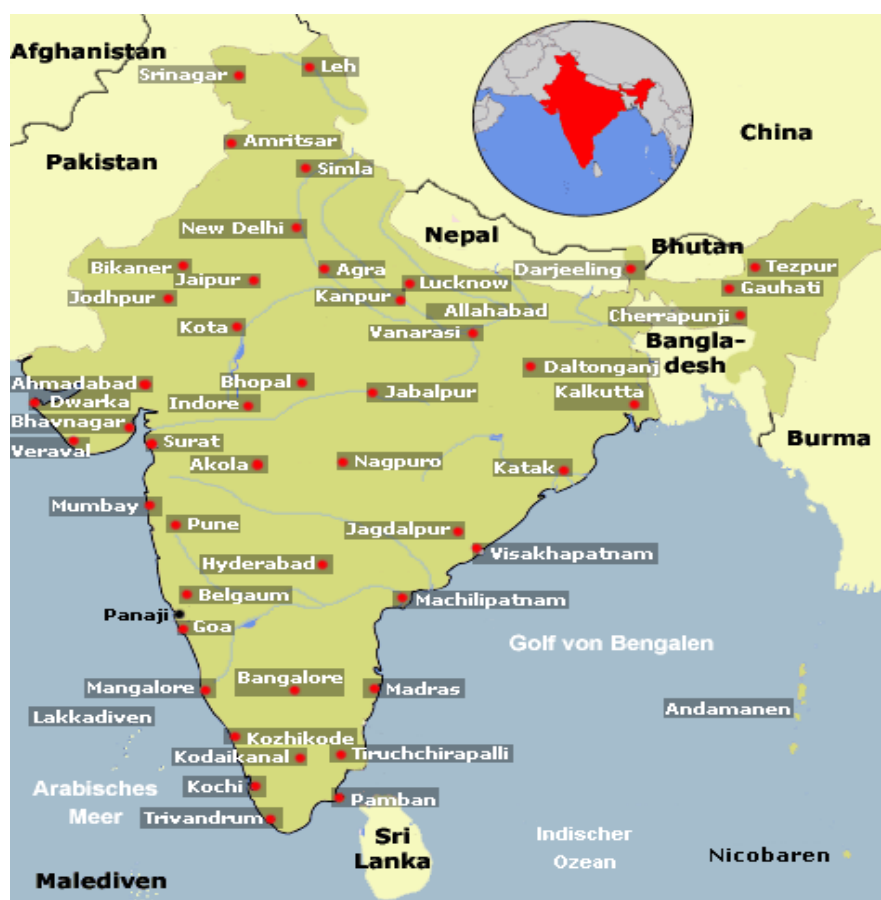 Afghanistan
Leh
Srinagar
China
Amritsar
Pakistan
Simla
New Delhi
Nepal
Bhutan
Bikaner
Agra
Darjeeling
Tezpur
Jaipur
Lucknow
Gauhati
Jodhpur
Kanpur
Allahabad
Cherrapunji
Kota
Vanarasi
Bangla-
desh
Daltonganj
Ahmadabad
Bhopal
Jabalpur
Kalkutta
Dwarka
Indore
Bhavnagar
Burma
Surat
Veraval
Akola
Nagpuro
Katak
Mumbay
Pune
Jagdalpur
Visakhapatnam
Hyderabad
Belgaum
Machilipatnam
Panaji
Goa
Golf von Bengalen
Bangalore
Mangalore
Madras
Andamanen
Lakkadiven
Kozhikode
Kodaikanal
Tiruchchirapalli
Kochi
Arabisches
Meer
Pamban
Trivandrum
Sri
Lanka
Indischer
Ozean
Nicobaren
Malediven